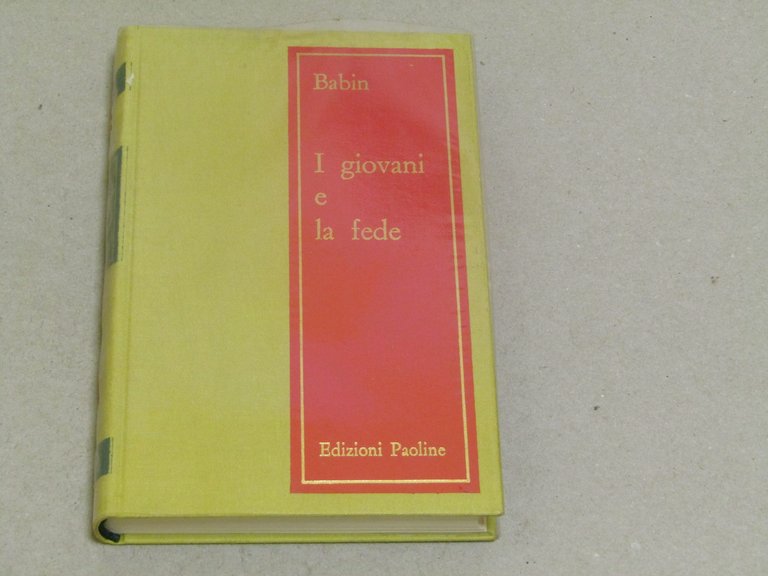 Babin
I giovani
e
la fede
Edizioni Paoline